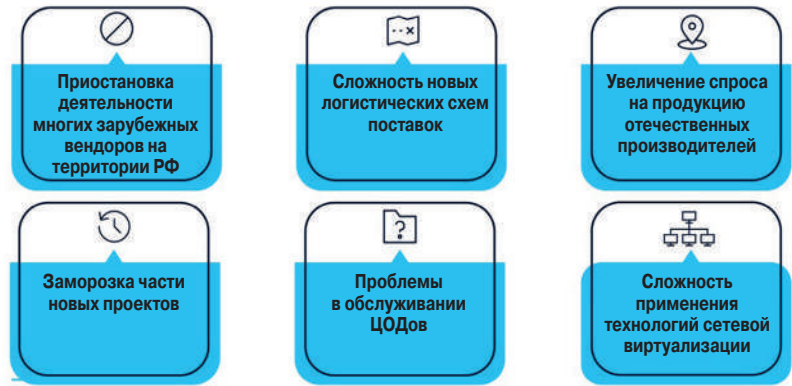 Приостановка
деятельности
многих зарубежных
вендоров на
территории РФ
Сложность новых
логистических схем
поставок
Увеличение спроса
на продукцию
отечественных
производителей
Заморозка части
новых проектов
?
Проблемы
в обслуживании
ЦОДов
Сложность
применения
технологий сетевой
виртуализации